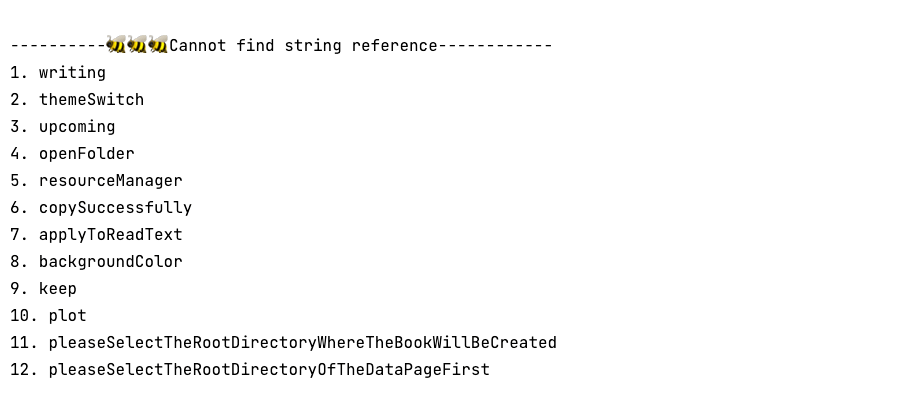 ----------🐝🐝🐝Cannot find string reference------------
1. writing
2. themeSwitch
3. upcoming
4. openFolder
5. resourceManager
6. copySuccessfully
7. applyToReadText
8. backgroundColor
9. keep
10. plot
11. pleaseSelectTheRootDirectoryWhereTheBookWillBeCreated
12. pleaseSelectTheRootDirectoryOfTheDataPageFirst